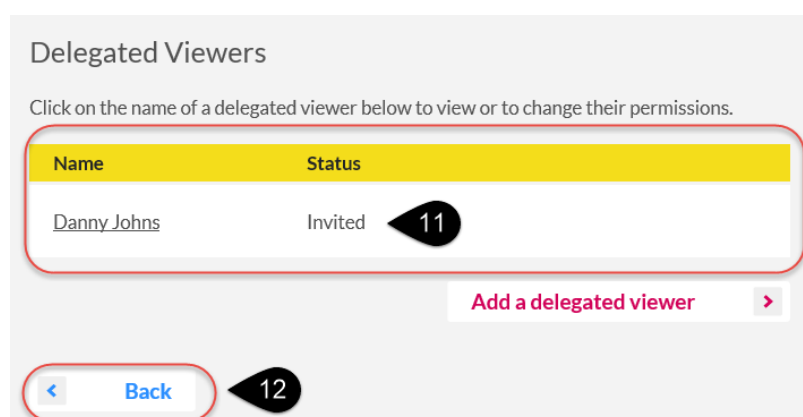 Delegated Viewers
Click on the name of a delegated viewer below to view or to change their permissions.
Name Status
Danny Johns Invited 11
Add a delegated viewer
Back 12